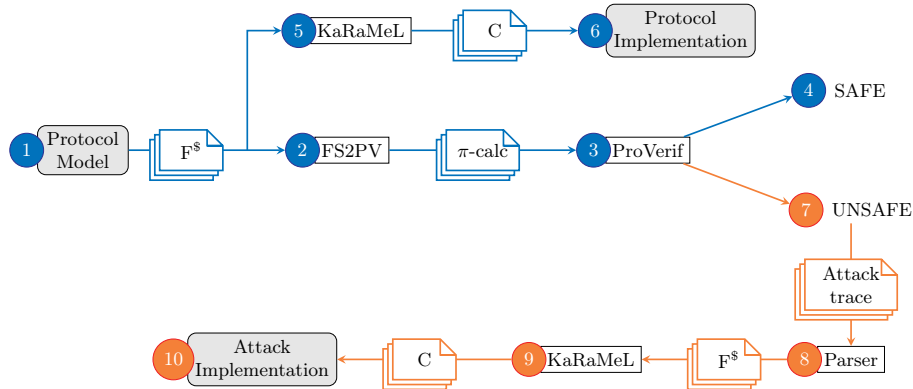 5 KaRaMeL
C
6 Protocol
Implementation
1 Protocol
Model
F$
2 FS2PV
π-calc
3 ProVerif
4 SAFE
7 UNSAFE
Attack
trace
10 Attack
Implementation
C
9 KaRaMeL
F$
8 Parser